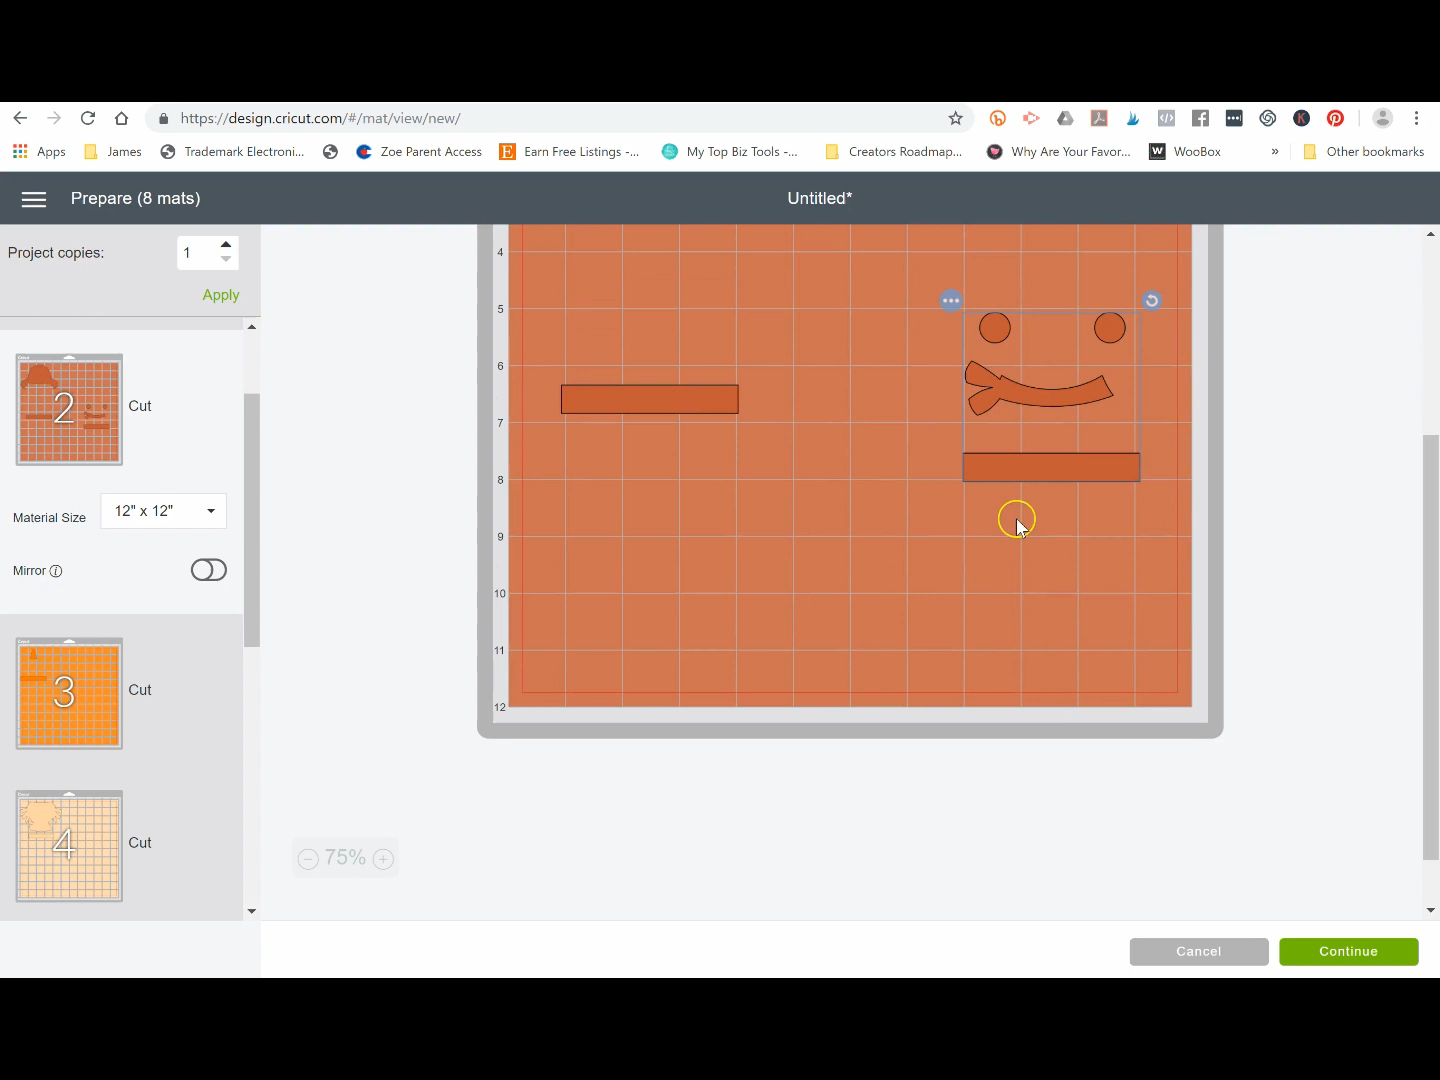 https://design.cricut.com/#/mat/view/new/
Apps James Trademark Electroni... Zoe Parent Access Earn Free Listings -... My Top Biz Tools -... Creators Roadmap... Why Are Your Favor... WooBox » Other bookmarks
Prepare (8 mats) Untitled*
Project copies: 1
Apply
2 Cut
Material Size 12" x 12"
Mirror
3 Cut
4 Cut
4
5
6
7
8
9
10
11
12
75%
Cancel Continue